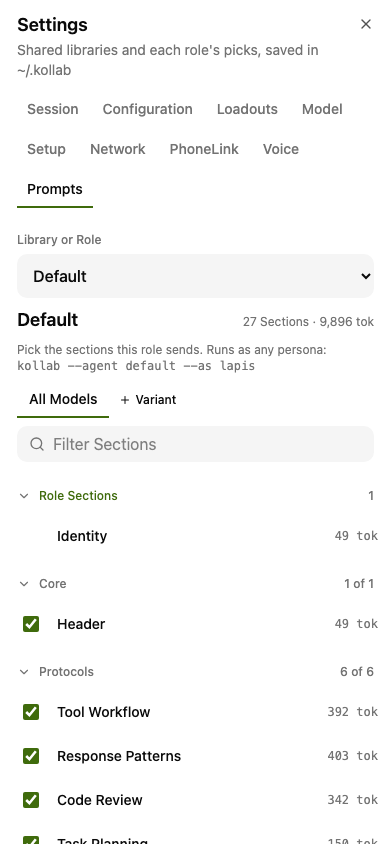 Settings
Shared libraries and each role's picks, saved in
~/.kollab
Session Configuration Loadouts Model
Setup Network PhoneLink Voice
Prompts
Library or Role
Default
Default 27 Sections · 9,896 tok
Pick the sections this role sends. Runs as any persona:
kollab --agent default --as lapis
All Models + Variant
Filter Sections
Role Sections 1
Identity 49 tok
Core 1 of 1
Header 49 tok
Protocols 6 of 6
Tool Workflow 392 tok
Response Patterns 403 tok
Code Review 342 tok
Task Planning 150 tok